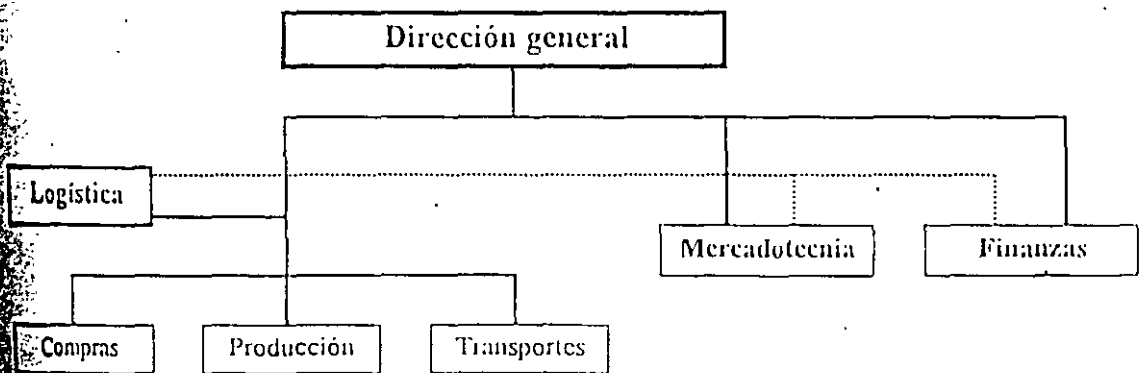 Dirección general
Logística
Mercadotecnia
Finanzas
Compras
Producción
Transportes